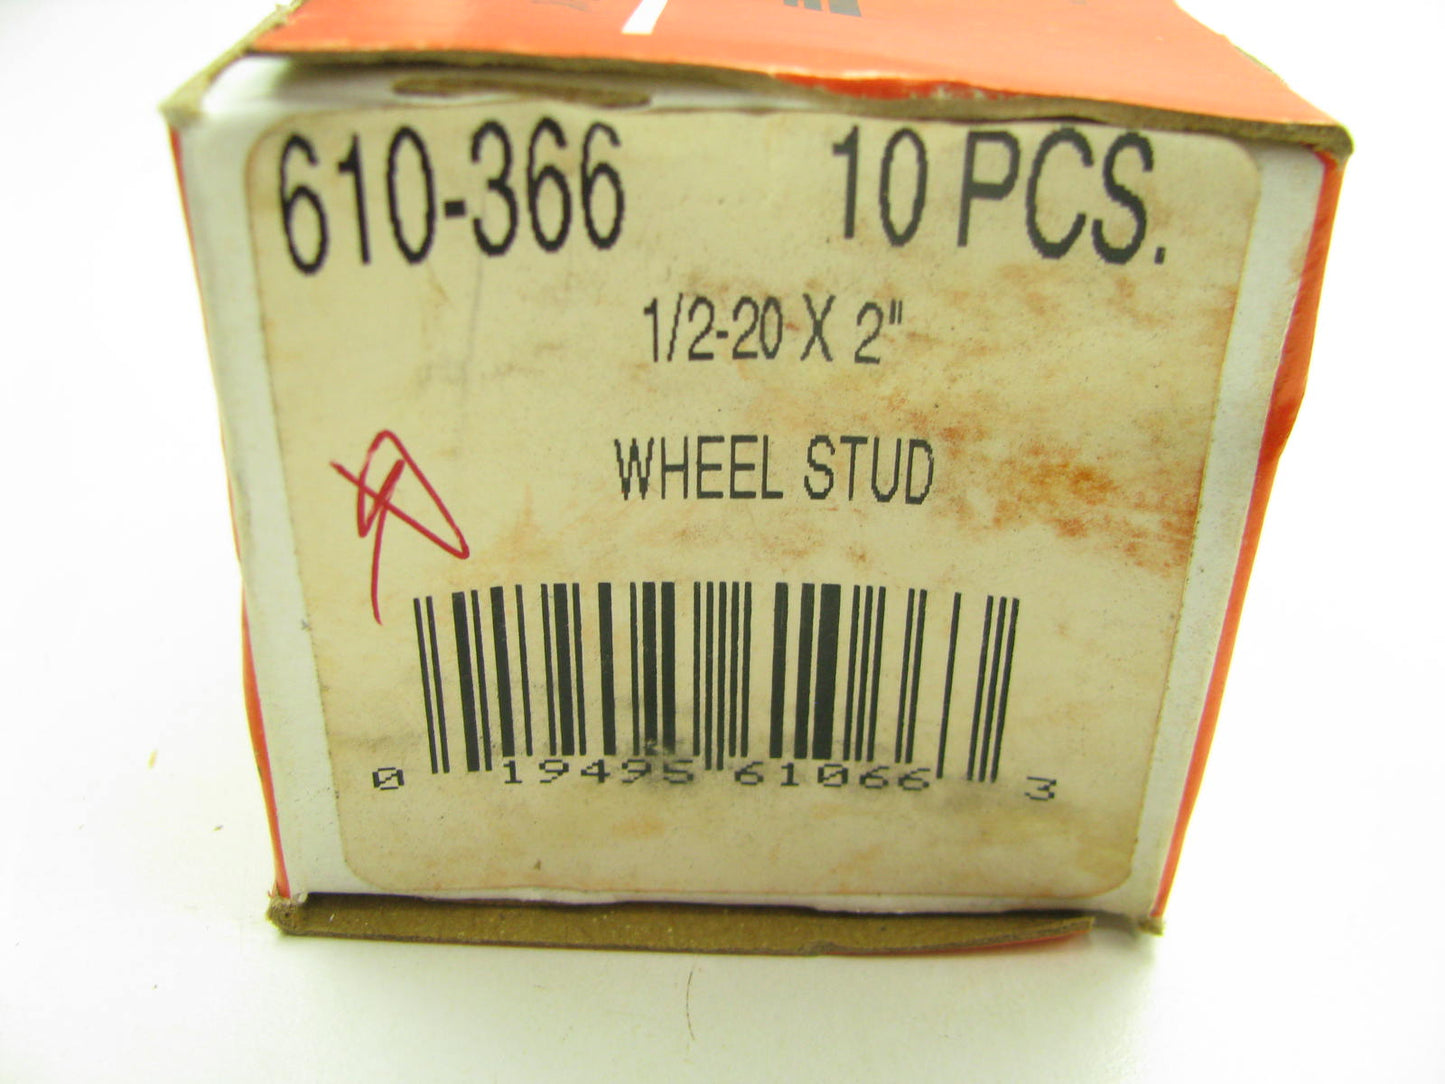 610-366 10 PCS.
1/2-20 X 2"
WHEEL STUD
0 19495 61066 3